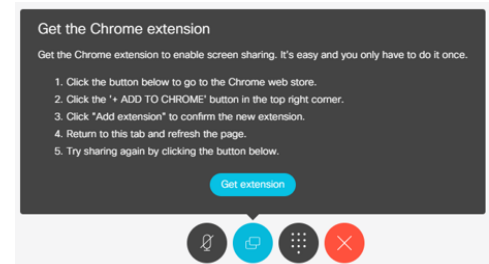 Get the Chrome extension
Get the Chrome extension to enable screen sharing. It's easy and you only have to do it once.
1. Click the button below to go to the Chrome web store.
2. Click the '+ ADD TO CHROME' button in the top right corner.
3. Click "Add extension" to confirm the new extension.
4. Return to this tab and refresh the page.
5. Try sharing again by clicking the button below.
Get extension